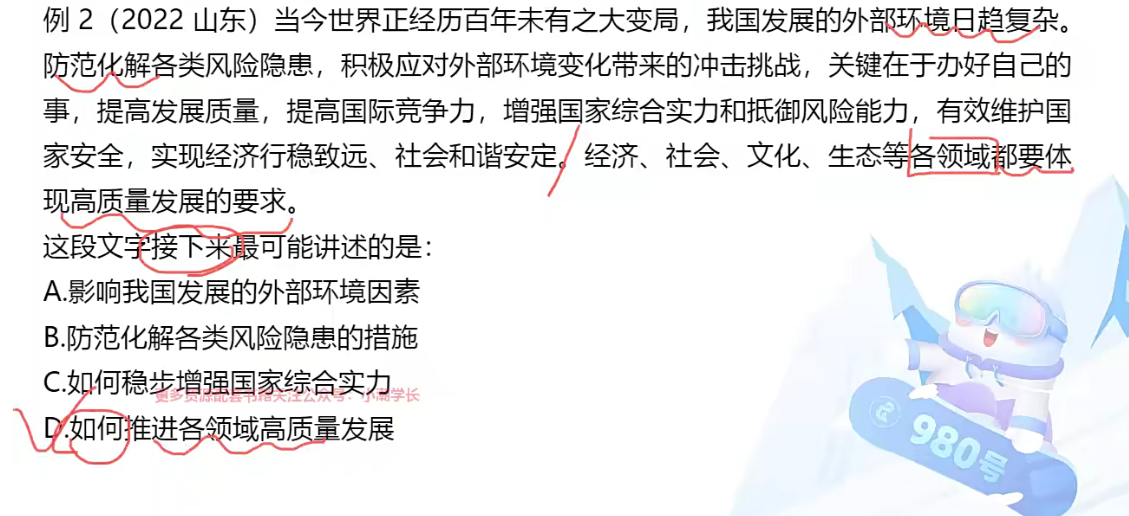 例 2（2022 山东）当今世界正经历百年未有之大变局，我国发展的外部环境日趋复杂。
防范化解各类风险隐患，积极应对外部环境变化带来的冲击挑战，关键在于办好自己的
事，提高发展质量，提高国际竞争力，增强国家综合实力和抵御风险能力，有效维护国
家安全，实现经济行稳致远、社会和谐安定。经济、社会、文化、生态等各领域都要体
现高质量发展的要求。
这段文字接下来最可能讲述的是：
A.影响我国发展的外部环境因素
B.防范化解各类风险隐患的措施
C.如何稳步增强国家综合实力
更多资源配套书籍关注公众号：小潮学长
D.如何推进各领域高质量发展
980号